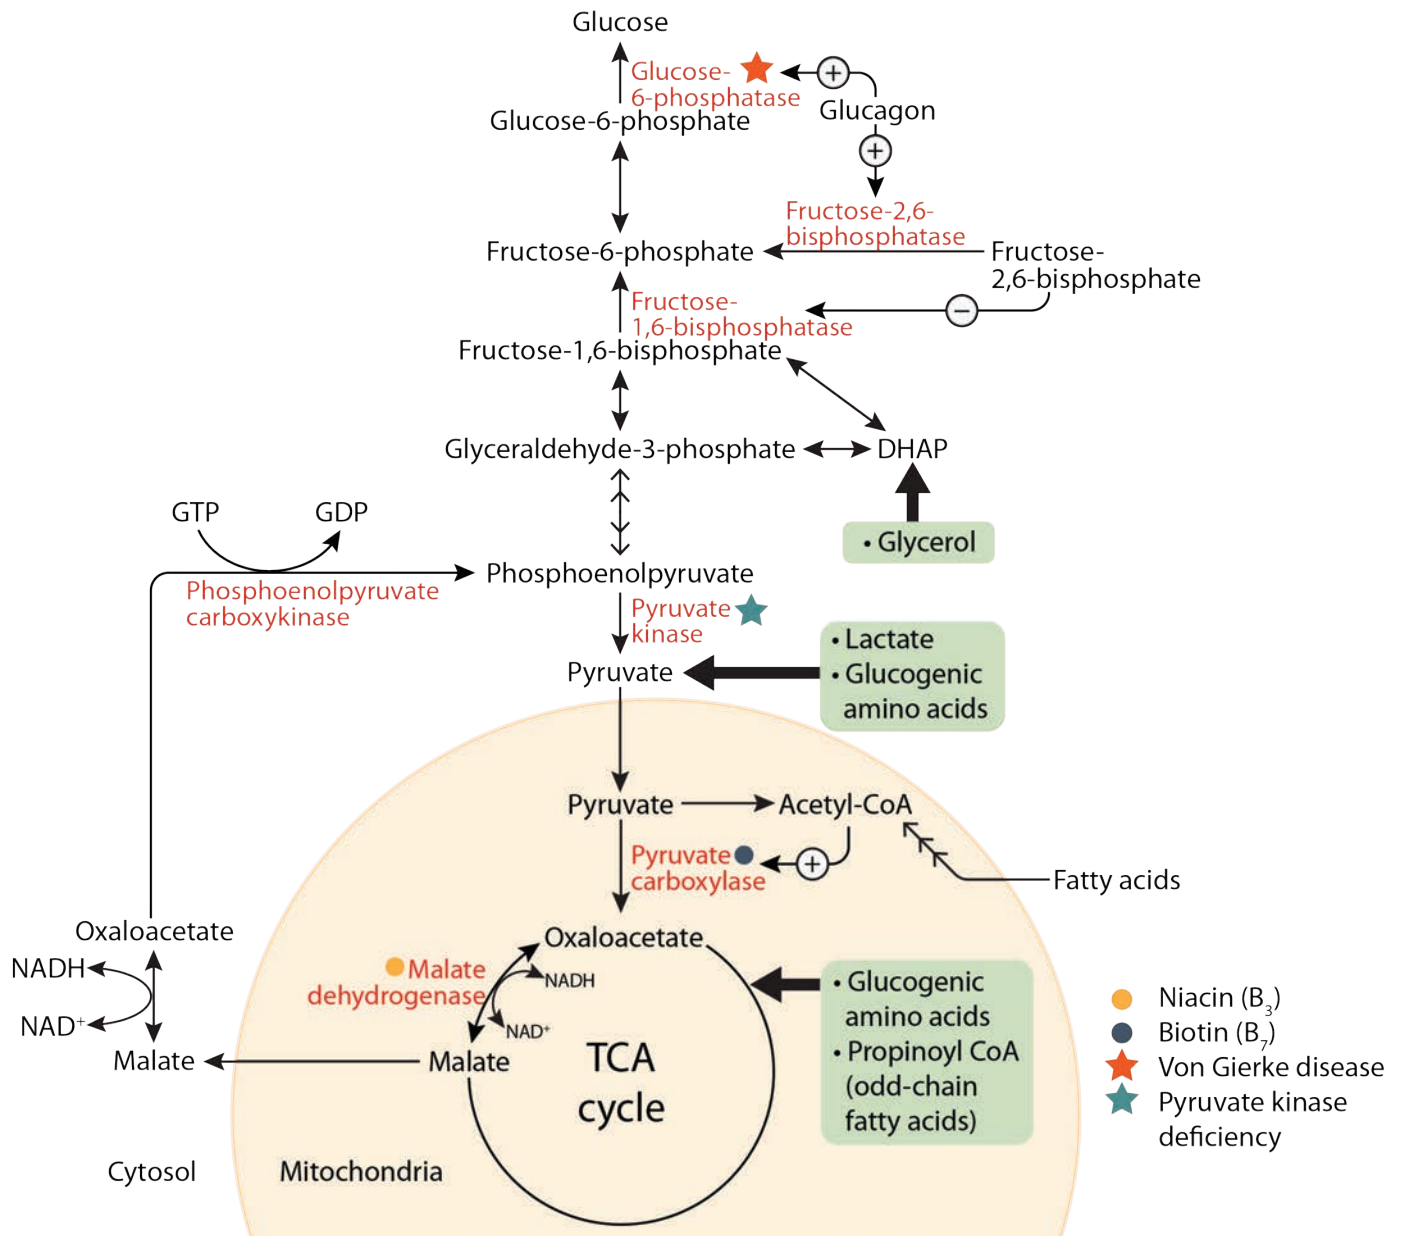 Glucose
Glucose-
6-phosphatase
+
Glucagon
Glucose-6-phosphate
+
Fructose-2,6-
bisphosphatase
Fructose-6-phosphate
Fructose-
2,6-bisphosphate
Fructose-
1,6-bisphosphatase
−
Fructose-1,6-bisphosphate
Glyceraldehyde-3-phosphate
DHAP
• Glycerol
GTP
GDP
Phosphoenolpyruvate
carboxykinase
Phosphoenolpyruvate
Pyruvate
kinase
Pyruvate
• Lactate
• Glucogenic
amino acids
Pyruvate
Acetyl-CoA
Pyruvate
carboxylase
+
Fatty acids
Oxaloacetate
NADH
NAD+
Malate
Oxaloacetate
Malate
dehydrogenase
NADH
NAD+
Malate
TCA
cycle
• Glucogenic
amino acids
• Propinoyl CoA
(odd-chain
fatty acids)
Cytosol
Mitochondria
Niacin (B3)
Biotin (B7)
Von Gierke disease
Pyruvate kinase
deficiency